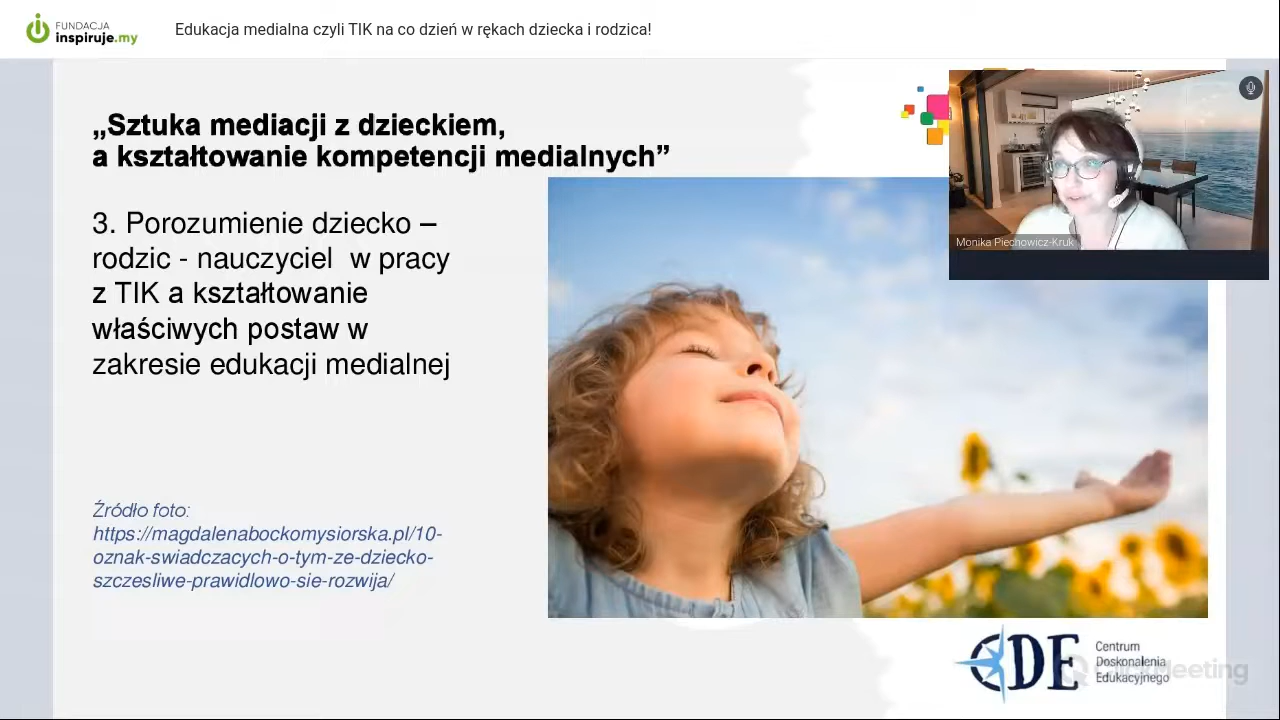 FUNDACJA
inspiruje.my
Edukacja medialna czyli TIK na co dzień w rękach dziecka i rodzica!
„Sztuka mediacji z dzieckiem,
a kształtowanie kompetencji medialnych”
3. Porozumienie dziecko –
rodzic - nauczyciel w pracy
z TIK a kształtowanie
właściwych postaw w
zakresie edukacji medialnej
Źródło foto:
https://magdalenabockomysiorska.pl/10-
oznak-swiadczacych-o-tym-ze-dziecko-
szczesliwe-prawidlowo-sie-rozwija/
Monika Piechowicz-Kruk
CDE
Centrum
Doskonalenia
Edukacyjnego
ClickMeeting